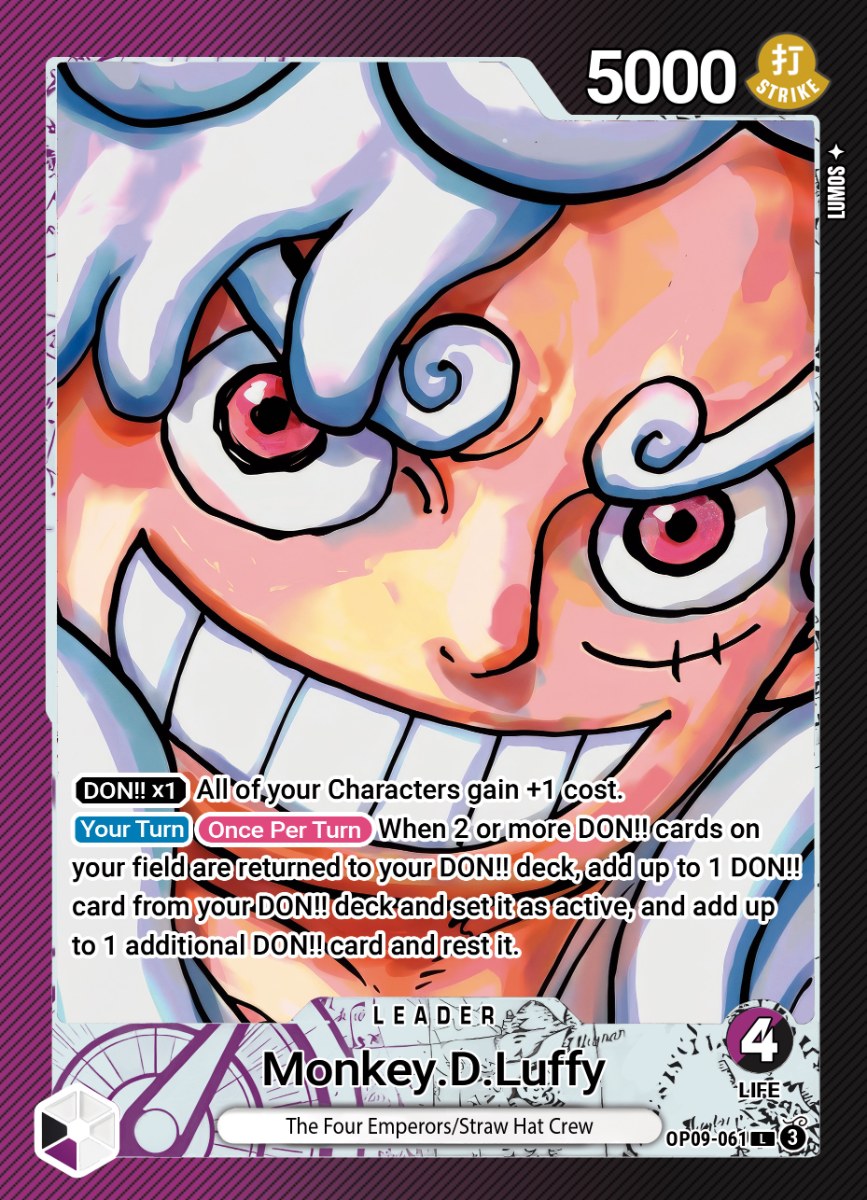 5000
打
STRIKE
LUMOS
DON!! x1 All of your Characters gain +1 cost.
Your Turn Once Per Turn When 2 or more DON!! cards on
your field are returned to your DON!! deck, add up to 1 DON!!
card from your DON!! deck and set it as active, and add up
to 1 additional DON!! card and rest it.
LEADER
Monkey.D.Luffy
4
LIFE
The Four Emperors/Straw Hat Crew
OP09-061 L 3